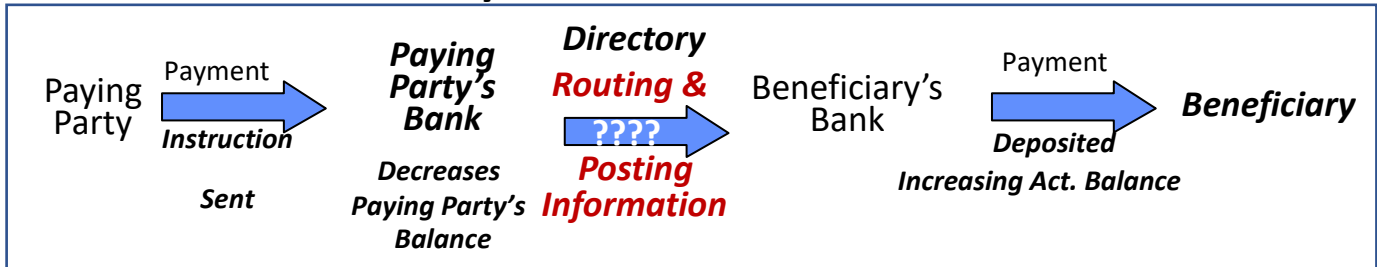 Paying
Party
Payment
Instruction
Sent
Paying
Party's
Bank
Decreases
Paying Party's
Balance
Directory
Routing &
????
Posting
Information
Beneficiary's
Bank
Payment
Deposited
Increasing Act. Balance
Beneficiary